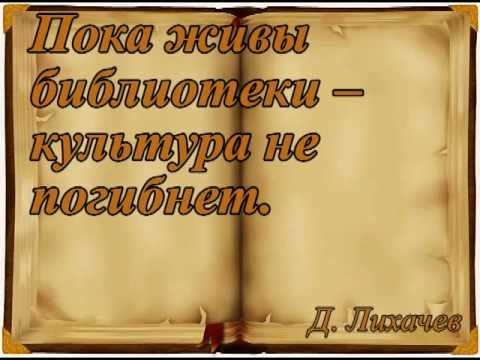 Пока живы
библиотеки –
культура не
погибнет.
Д. Лихачев